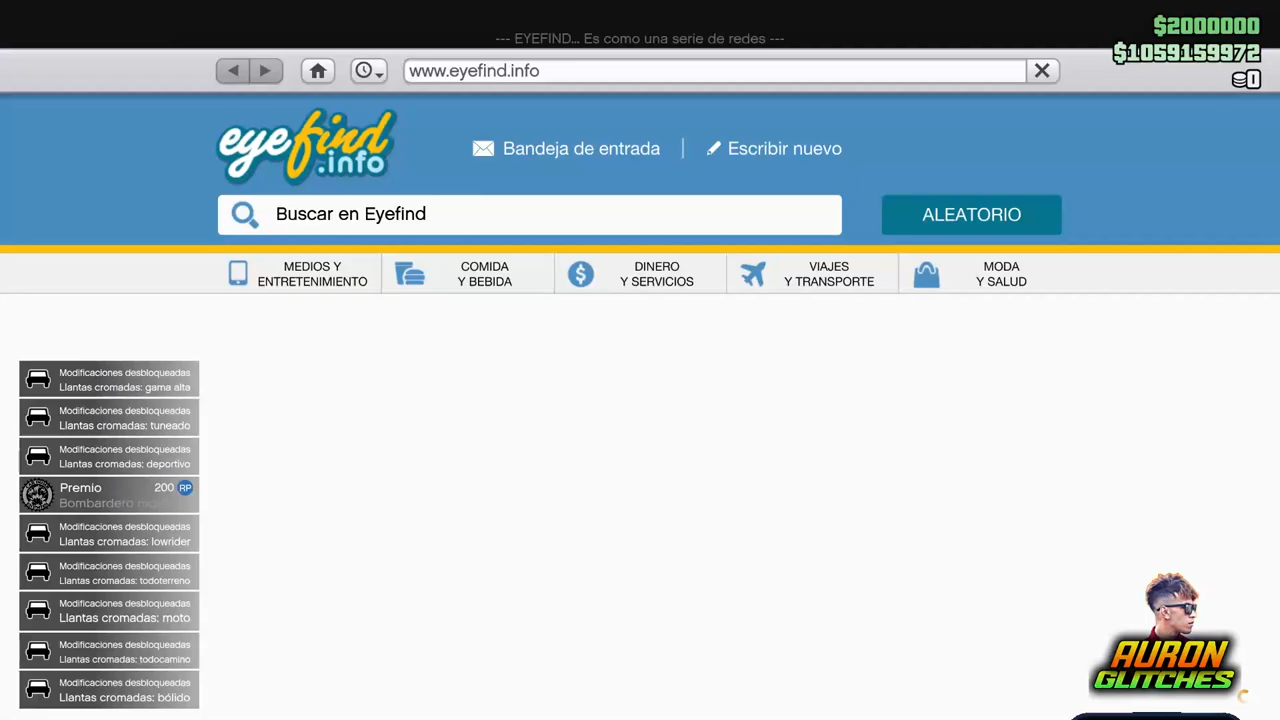 --- EYEFIND... Es como una serie de redes ---
$2000000
$1059159972
0
www.eyefind.info
eyefind
.info
Bandeja de entrada
Escribir nuevo
Buscar en Eyefind
ALEATORIO
MEDIOS Y
ENTRETENIMIENTO
COMIDA
Y BEBIDA
DINERO
Y SERVICIOS
VIAJES
Y TRANSPORTE
MODA
Y SALUD
Modificaciones desbloqueadas
Llantas cromadas: gama alta
Modificaciones desbloqueadas
Llantas cromadas: tuneado
Modificaciones desbloqueadas
Llantas cromadas: deportivo
Premio 200 RP
Bombardero
Modificaciones desbloqueadas
Llantas cromadas: lowrider
Modificaciones desbloqueadas
Llantas cromadas: todoterreno
Modificaciones desbloqueadas
Llantas cromadas: moto
Modificaciones desbloqueadas
Llantas cromadas: todocamino
Modificaciones desbloqueadas
Llantas cromadas: bólido
AURON
GLITCHES